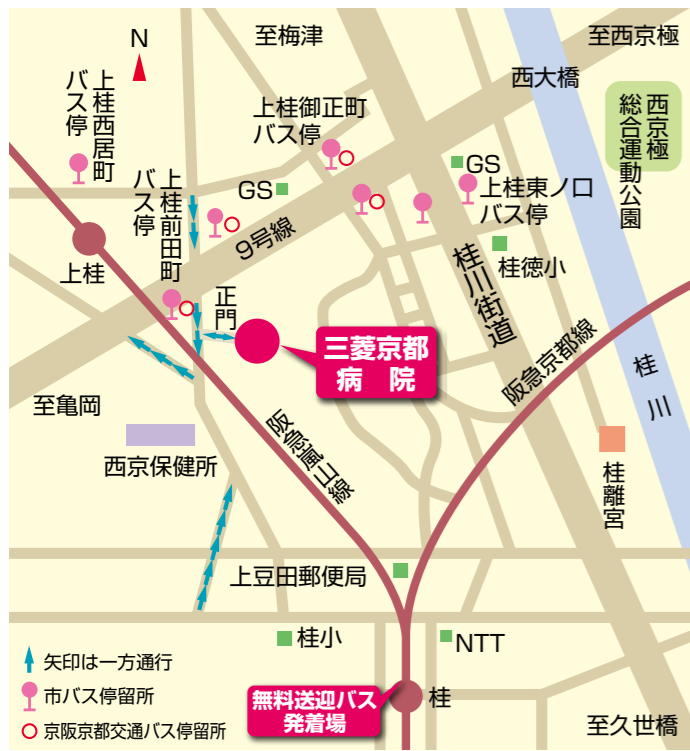 N
至梅津
至西京極
西大橋
上桂西居町
バス停
上桂御正町
バス停
西京極
総合運動公園
GS
上桂東ノ口
バス停
上桂前田町
バス停
GS
9号線
上桂
桂徳小
桂川街道
正門
三菱京都
病 院
阪急京都線
桂川
至亀岡
阪急嵐山線
西京保健所
桂離宮
上豆田郵便局
桂小
NTT
矢印は一方通行
市バス停留所
京阪京都交通バス停留所
無料送迎バス
発着場
桂
至久世橋